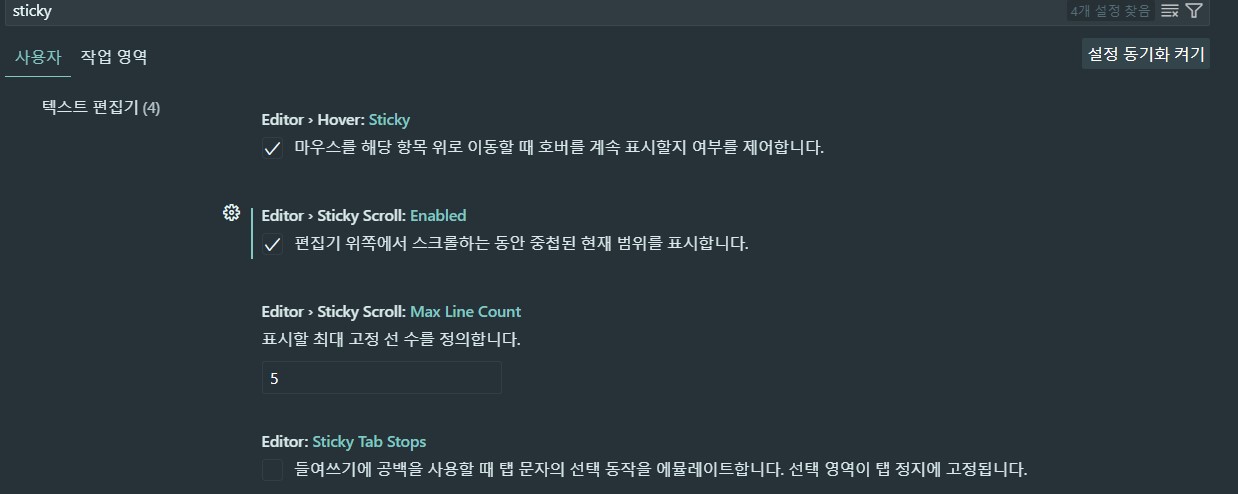 sticky
4개 설정 찾음
사용자 작업 영역
설정 동기화 켜기
텍스트 편집기 (4)
Editor › Hover: Sticky
마우스를 해당 항목 위로 이동할 때 호버를 계속 표시할지 여부를 제어합니다.
Editor › Sticky Scroll: Enabled
편집기 위쪽에서 스크롤하는 동안 중첩된 현재 범위를 표시합니다.
Editor › Sticky Scroll: Max Line Count
표시할 최대 고정 선 수를 정의합니다.
5
Editor: Sticky Tab Stops
들여쓰기에 공백을 사용할 때 탭 문자의 선택 동작을 에뮬레이트합니다. 선택 영역이 탭 정지에 고정됩니다.